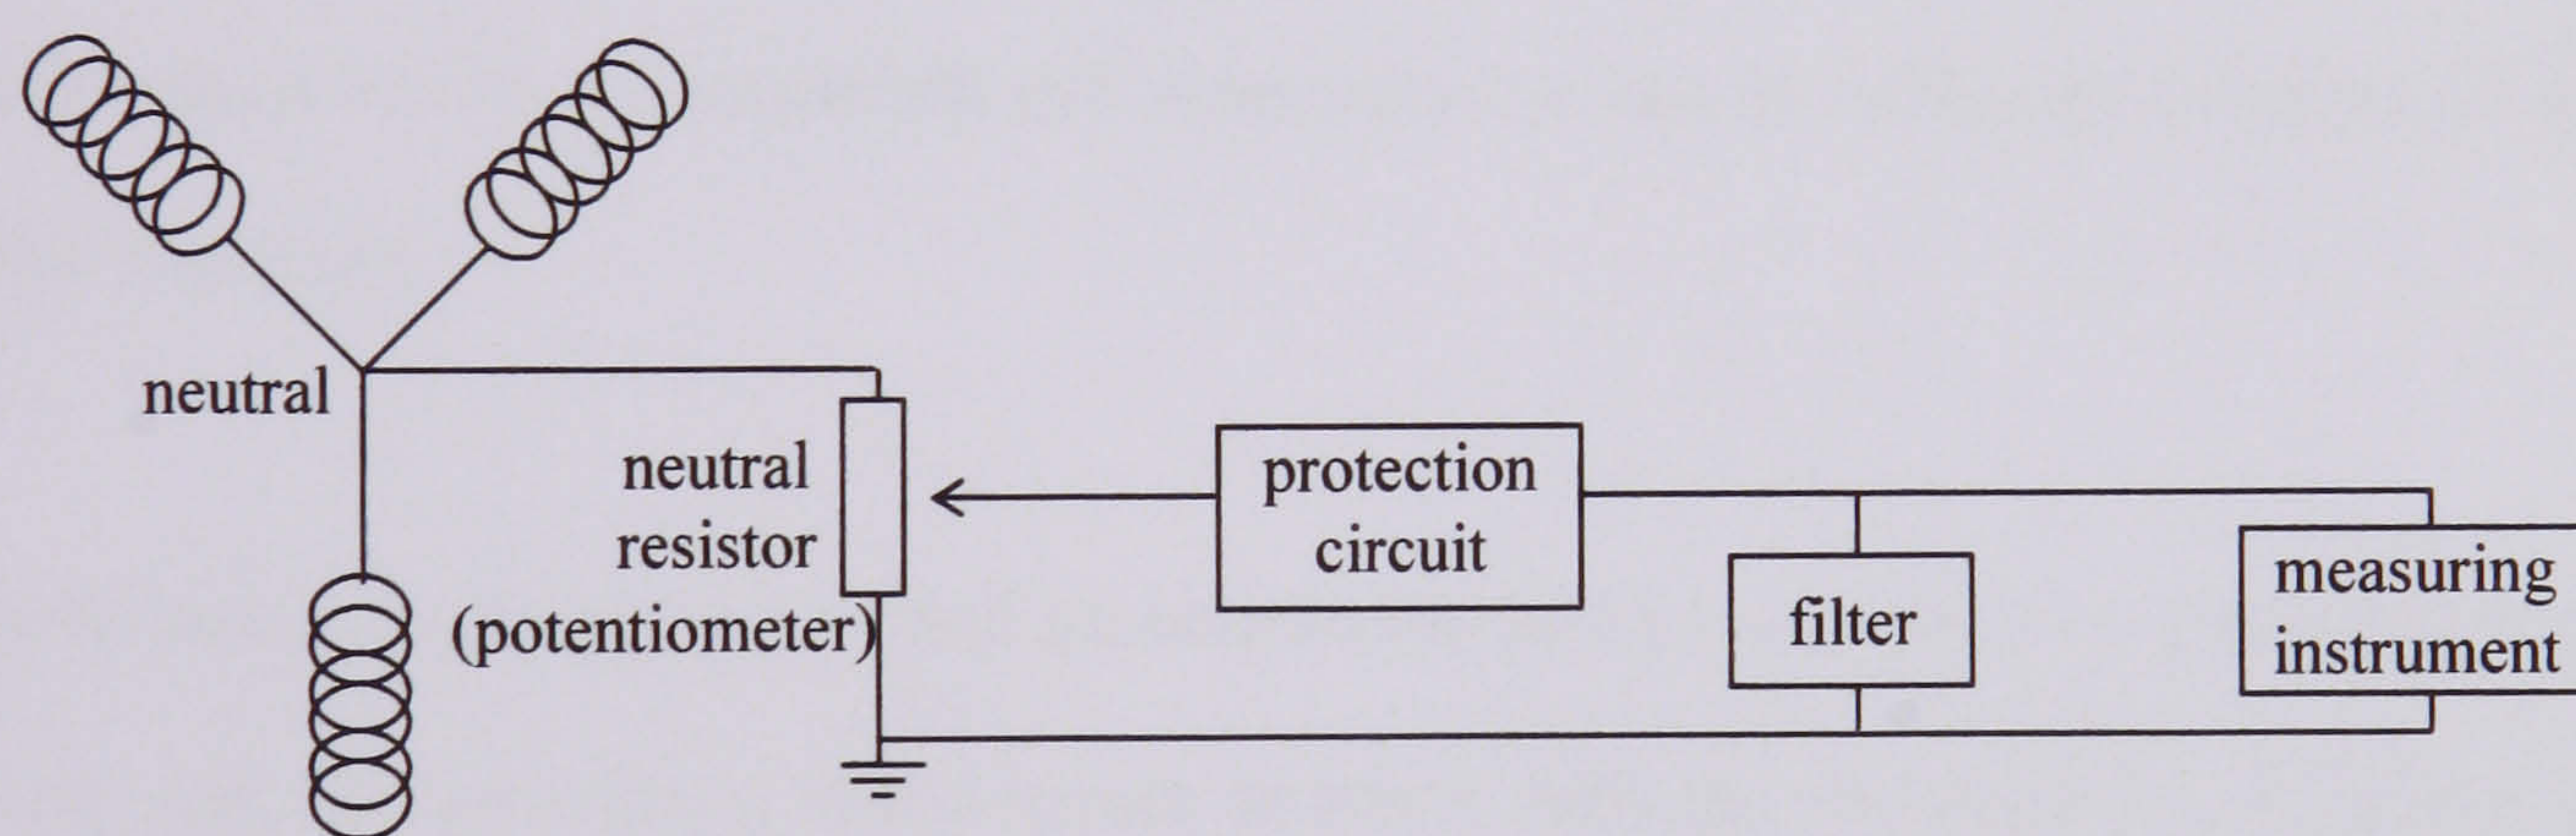 neutral
neutral
resistor
(potentiometer)
protection
circuit
filter
measuring
instrument